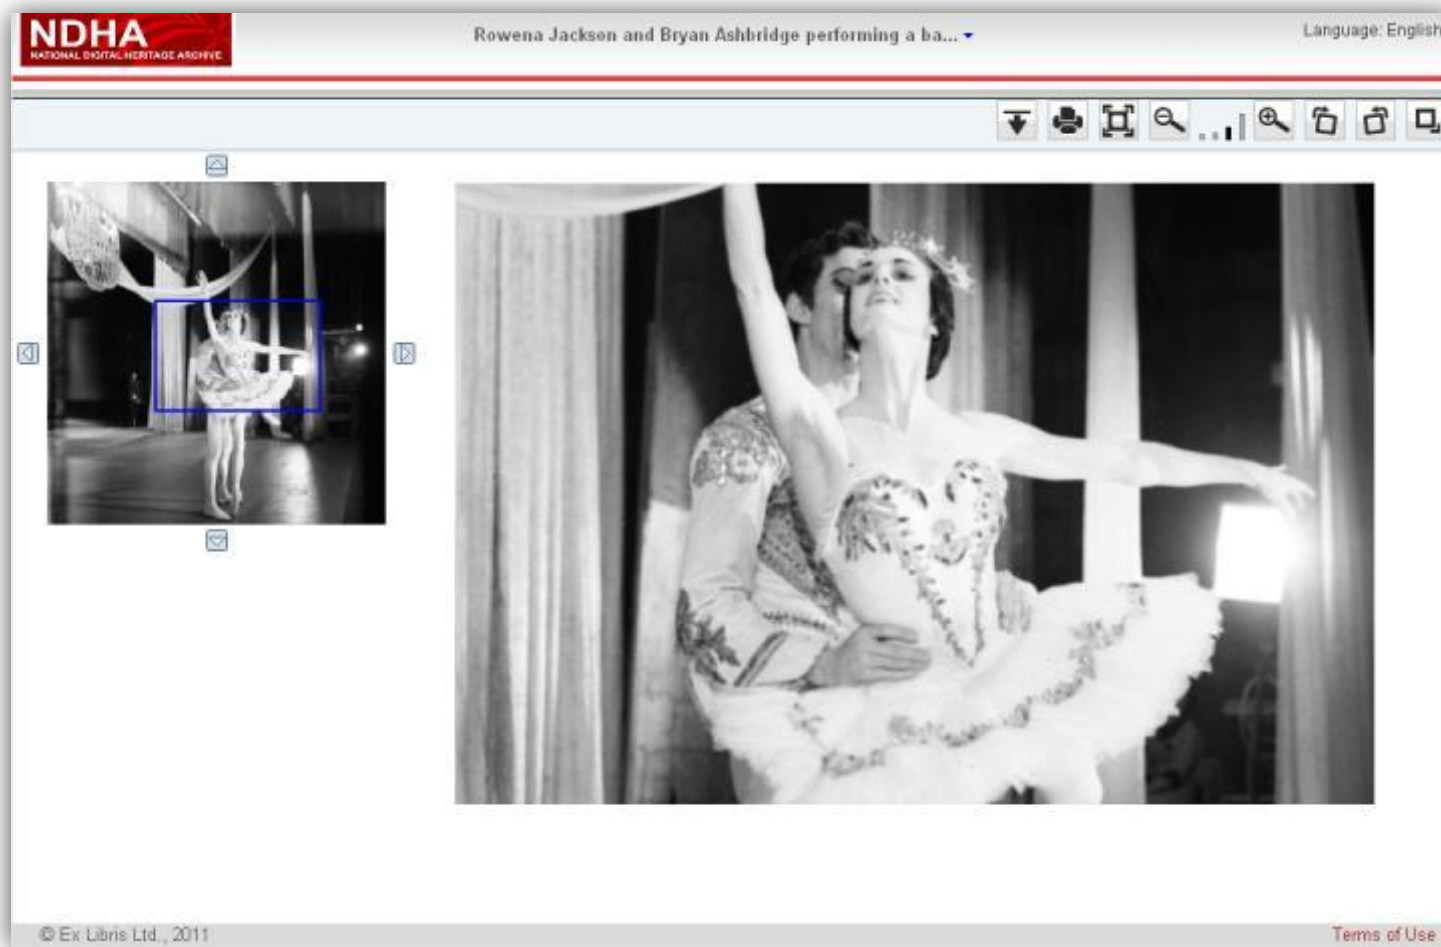 NDHA
NATIONAL DIGITAL HERITAGE ARCHIVE
Rowena Jackson and Bryan Ashbridge performing a ba...
Language: English
© Ex Libris Ltd., 2011
Terms of Use